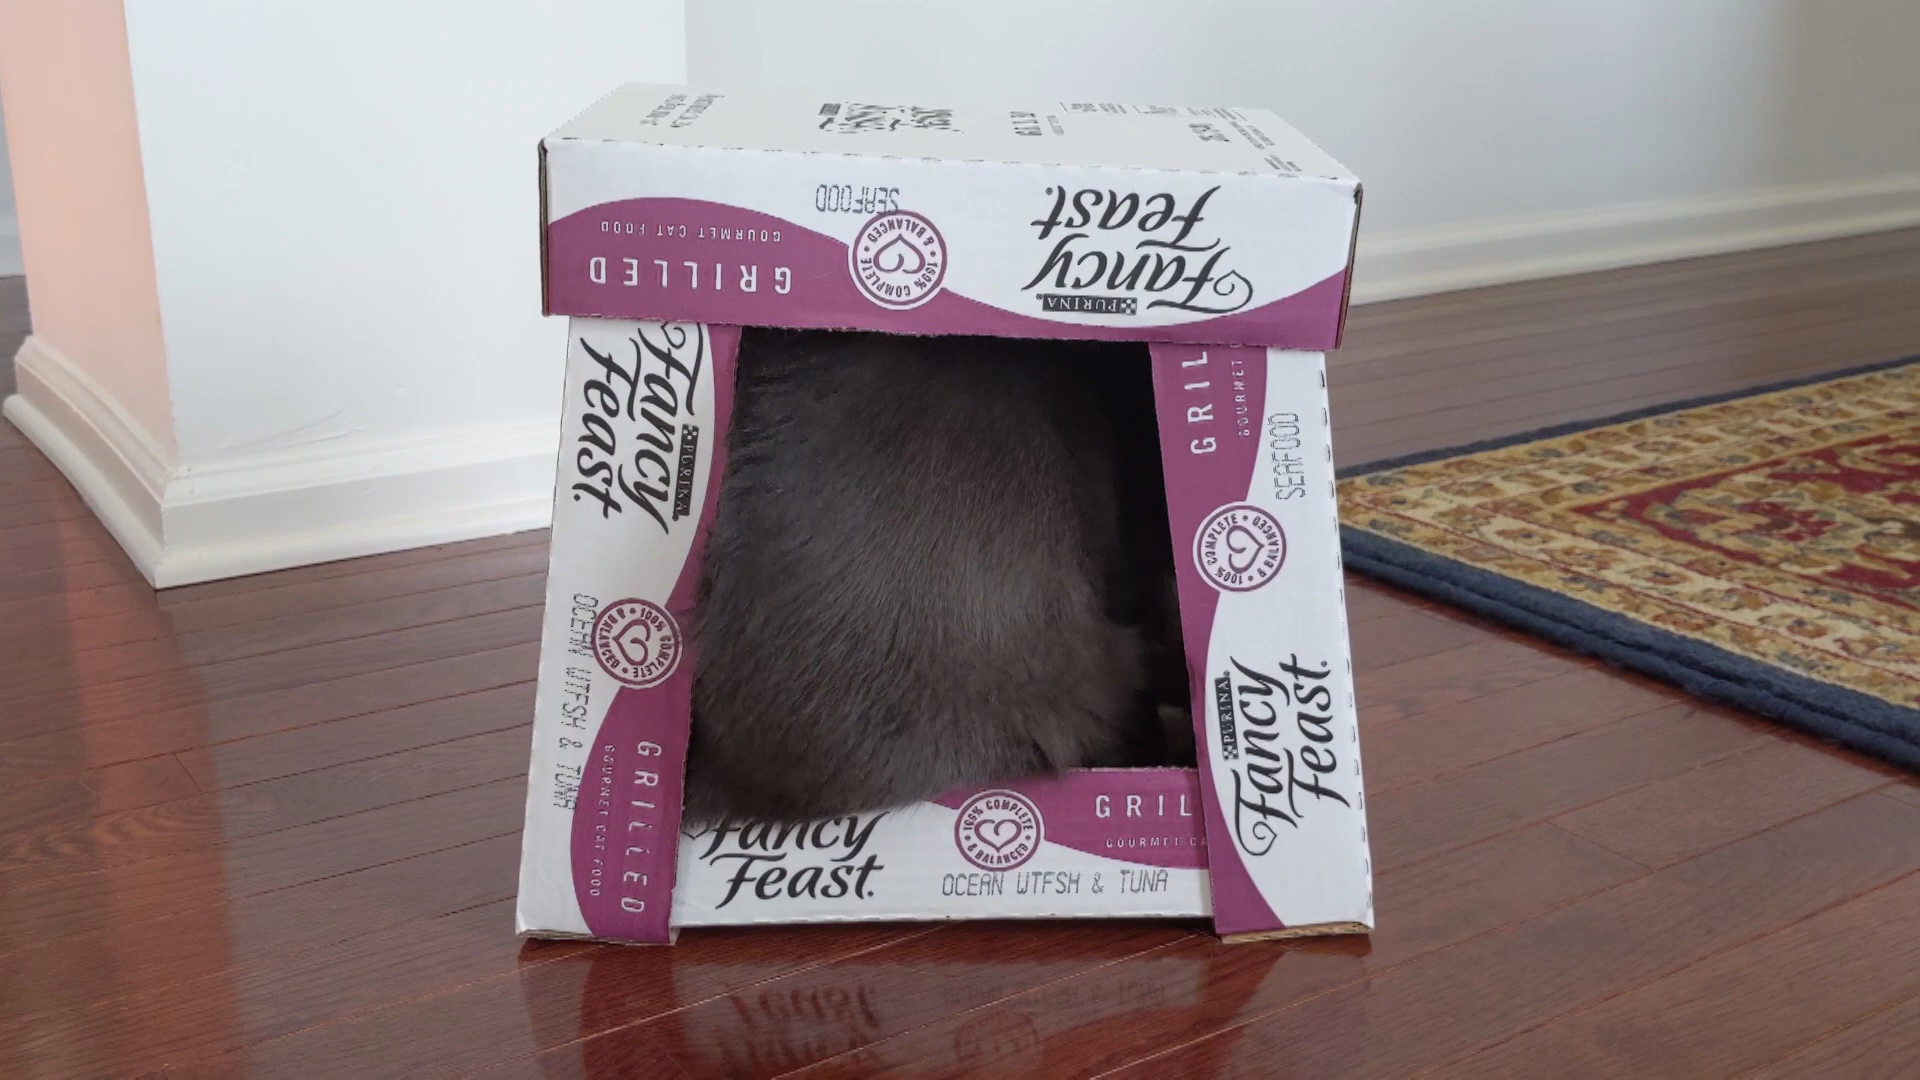 SEAFOOD
GOURMET CAT FOOD
GRILLED
100% COMPLETE & BALANCED
Fancy
Feast.
PURINA
Fancy
Feast.
PURINA
OCEAN WTFSH & TUNA
100% COMPLETE & BALANCED
GRILLED
GOURMET CAT FOOD
GRIL
GOURMET
SEAFOOD
100% COMPLETE & BALANCED
PURINA
Fancy
Feast.
Fancy
Feast.
100% COMPLETE & BALANCED
GRIL
GOURMET CA
OCEAN WTFSH & TUNA